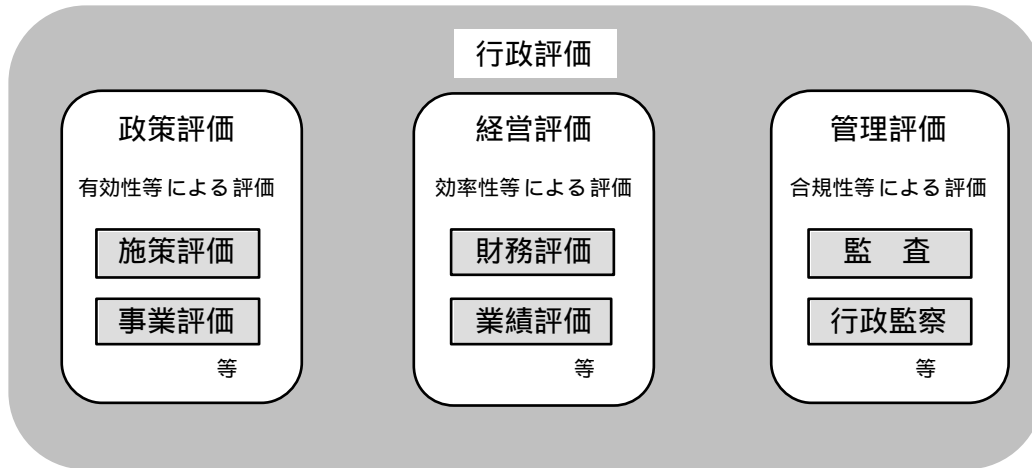 行政評価
政策評価
有効性等による評価
施策評価
事業評価
等
経営評価
効率性等による評価
財務評価
業績評価
等
管理評価
合規性等による評価
監　査
行政監察
等